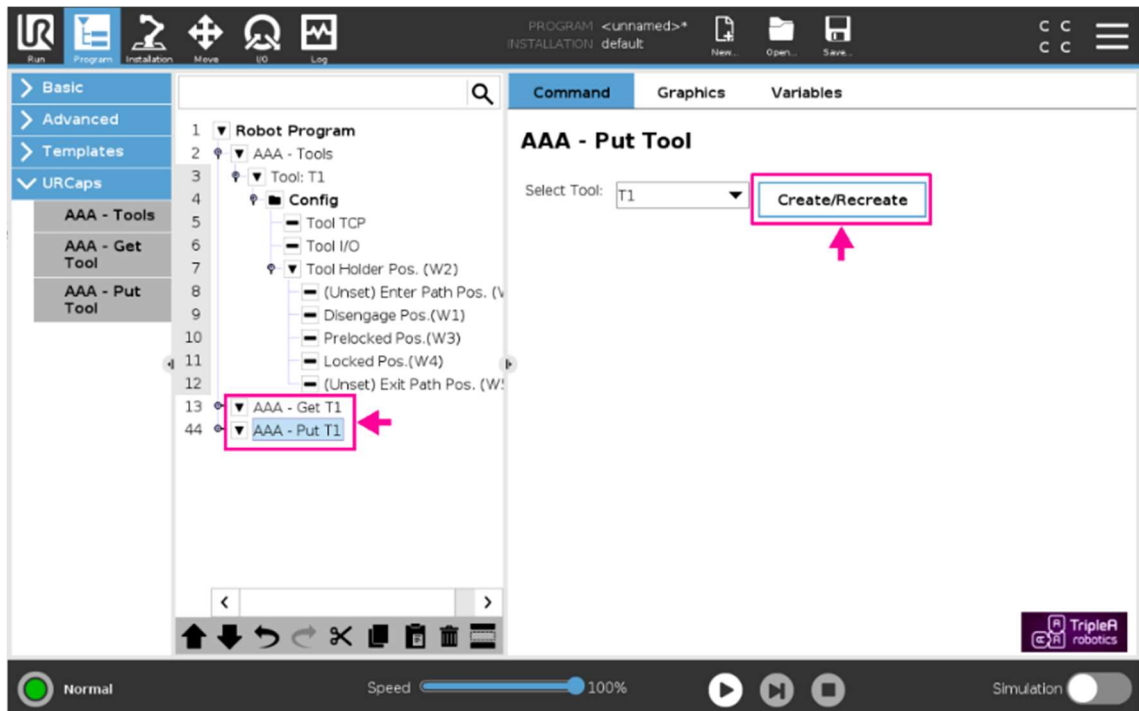 PROGRAM <unnamed>*
INSTALLATION default
New... Open... Save...
C C
C C
Run Program Installation Move I/O Log
Basic
Advanced
Templates
URCaps
AAA - Tools
AAA - Get
Tool
AAA - Put
Tool
1 Robot Program
2 AAA - Tools
3 Tool: T1
4 Config
5 Tool TCP
6 Tool I/O
7 Tool Holder Pos. (W2)
8 (Unset) Enter Path Pos. (
9 Disengage Pos.(W1)
10 Prelocked Pos.(W3)
11 Locked Pos.(W4)
12 (Unset) Exit Path Pos. (W
13 AAA - Get T1
44 AAA - Put T1
Command Graphics Variables
AAA - Put Tool
Select Tool: T1 Create/Recreate
TripleA
robotics
Normal Speed 100% Simulation